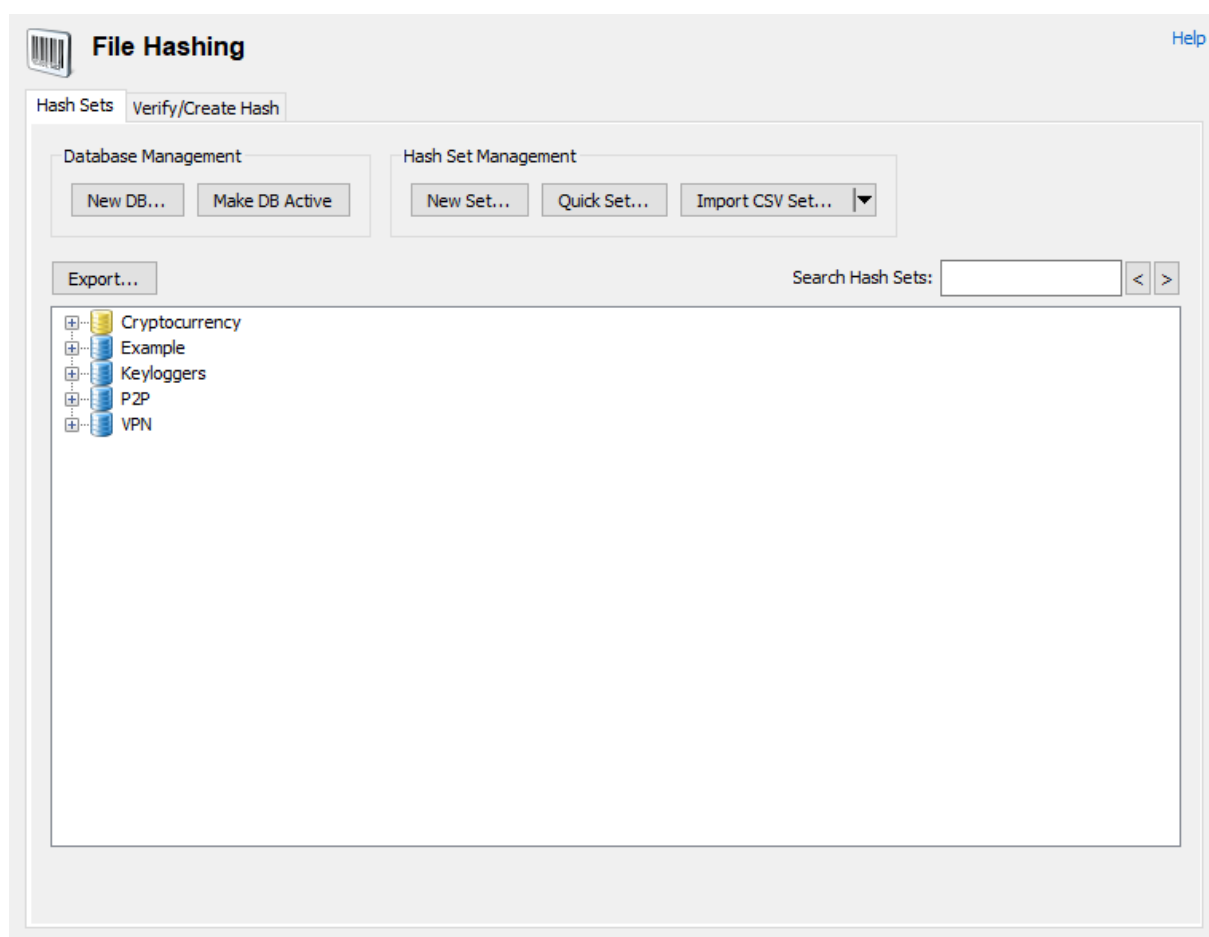 File Hashing
Help
Hash Sets Verify/Create Hash
Database Management Hash Set Management
New DB... Make DB Active New Set... Quick Set... Import CSV Set...
Export... Search Hash Sets: < >
Cryptocurrency
Example
Keyloggers
P2P
VPN